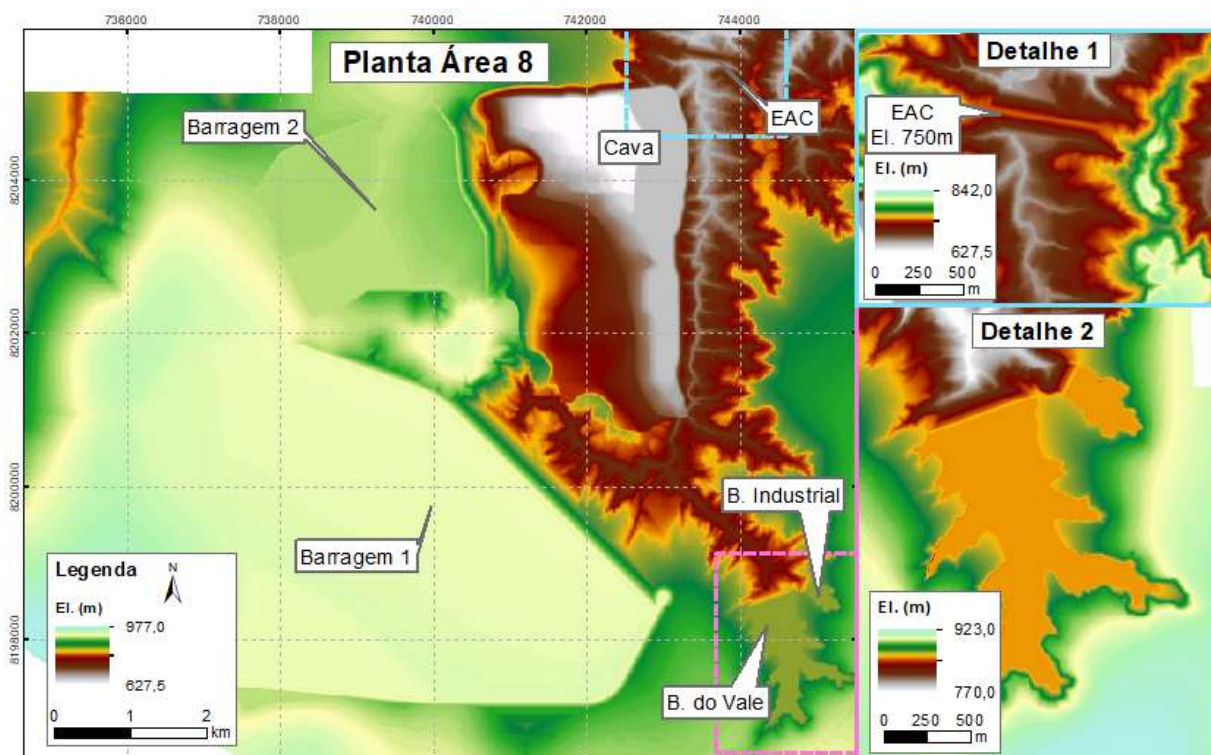 736000
738000
740000
742000
744000
Planta Área 8
Barragem 2
EAC
Cava
8204000
8202000
8200000
8198000
B. Industrial
Barragem 1
B. do Vale
Legenda
N
El. (m)
977,0
627,5
0 1 2
km
Detalhe 1
EAC
El. 750m
El. (m)
842,0
627,5
0 250 500
m
Detalhe 2
El. (m)
923,0
770,0
0 250 500
m